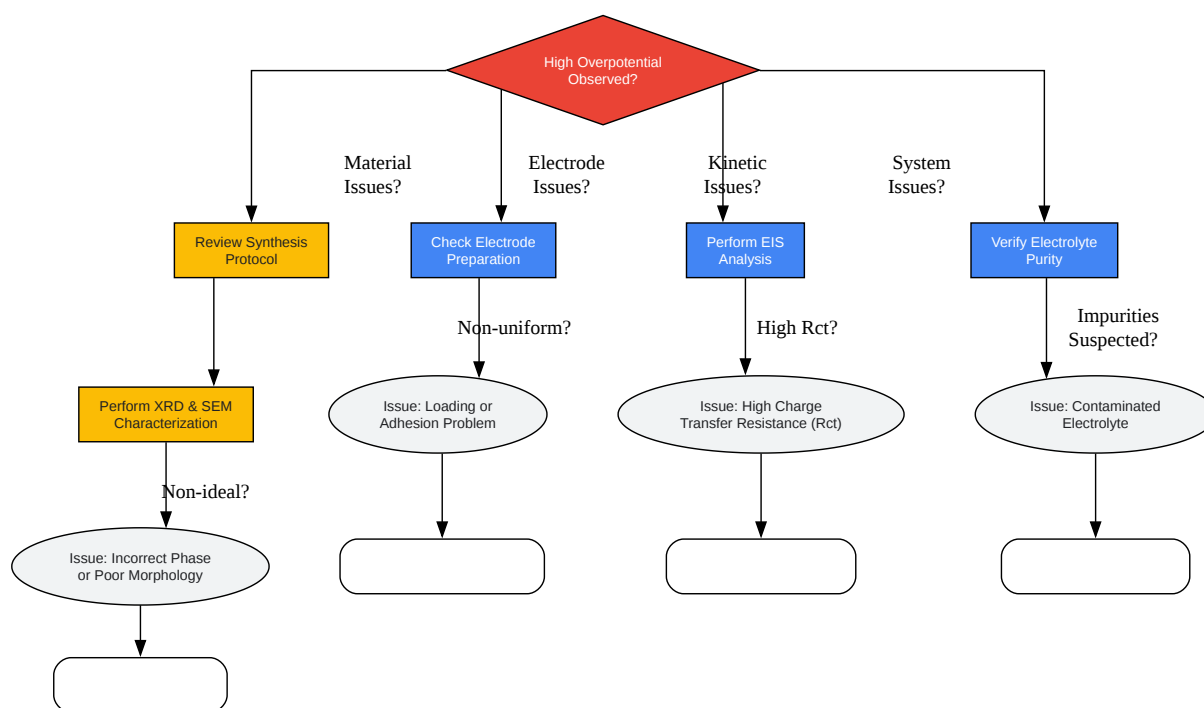 High Overpotential
Observed?
Material
Issues?
Electrode
Issues?
Kinetic
Issues?
System
Issues?
Review Synthesis
Protocol
Check Electrode
Preparation
Perform EIS
Analysis
Verify Electrolyte
Purity
Non-uniform?
High Rct?
Impurities
Suspected?
Perform XRD & SEM
Characterization
Issue: Loading or
Adhesion Problem
Issue: High Charge
Transfer Resistance (Rct)
Issue: Contaminated
Electrolyte
Non-ideal?
Issue: Incorrect Phase
or Poor Morphology